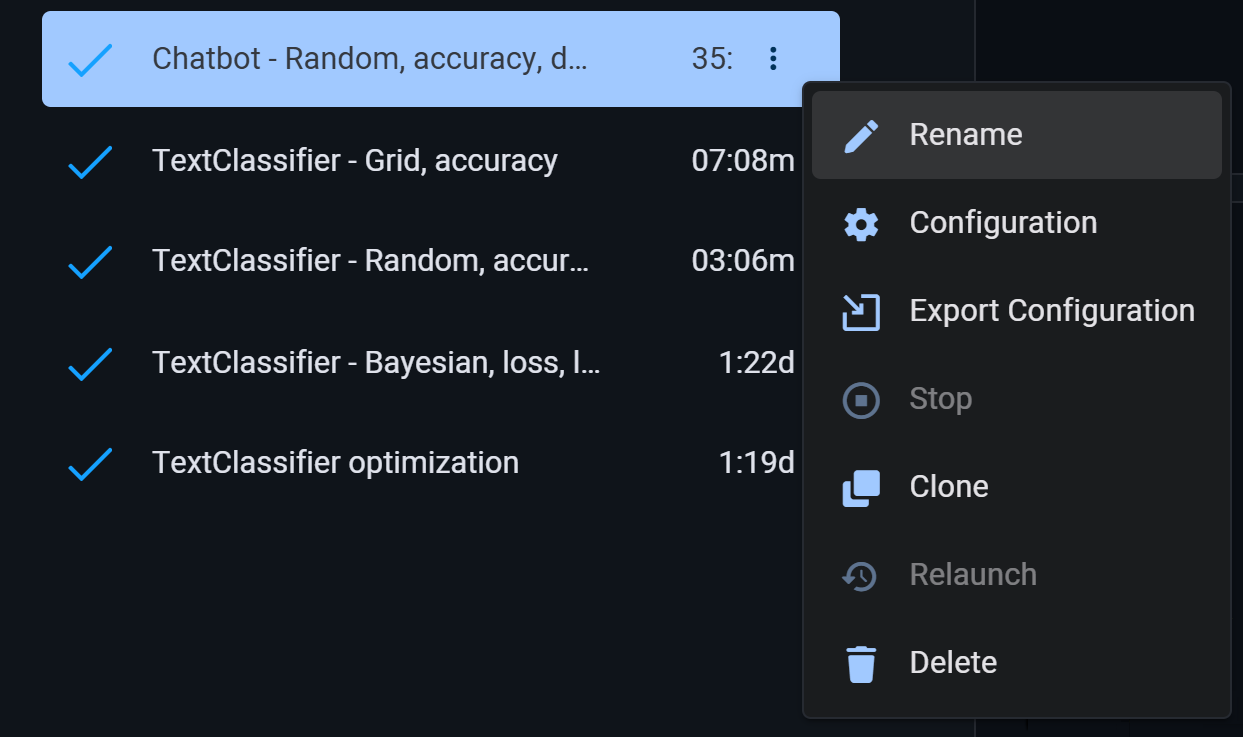 Chatbot - Random, accuracy, d... 35:
TextClassifier - Grid, accuracy 07:08m
TextClassifier - Random, accur... 03:06m
TextClassifier - Bayesian, loss, l... 1:22d
TextClassifier optimization 1:19d
Rename
Configuration
Export Configuration
Stop
Clone
Relaunch
Delete